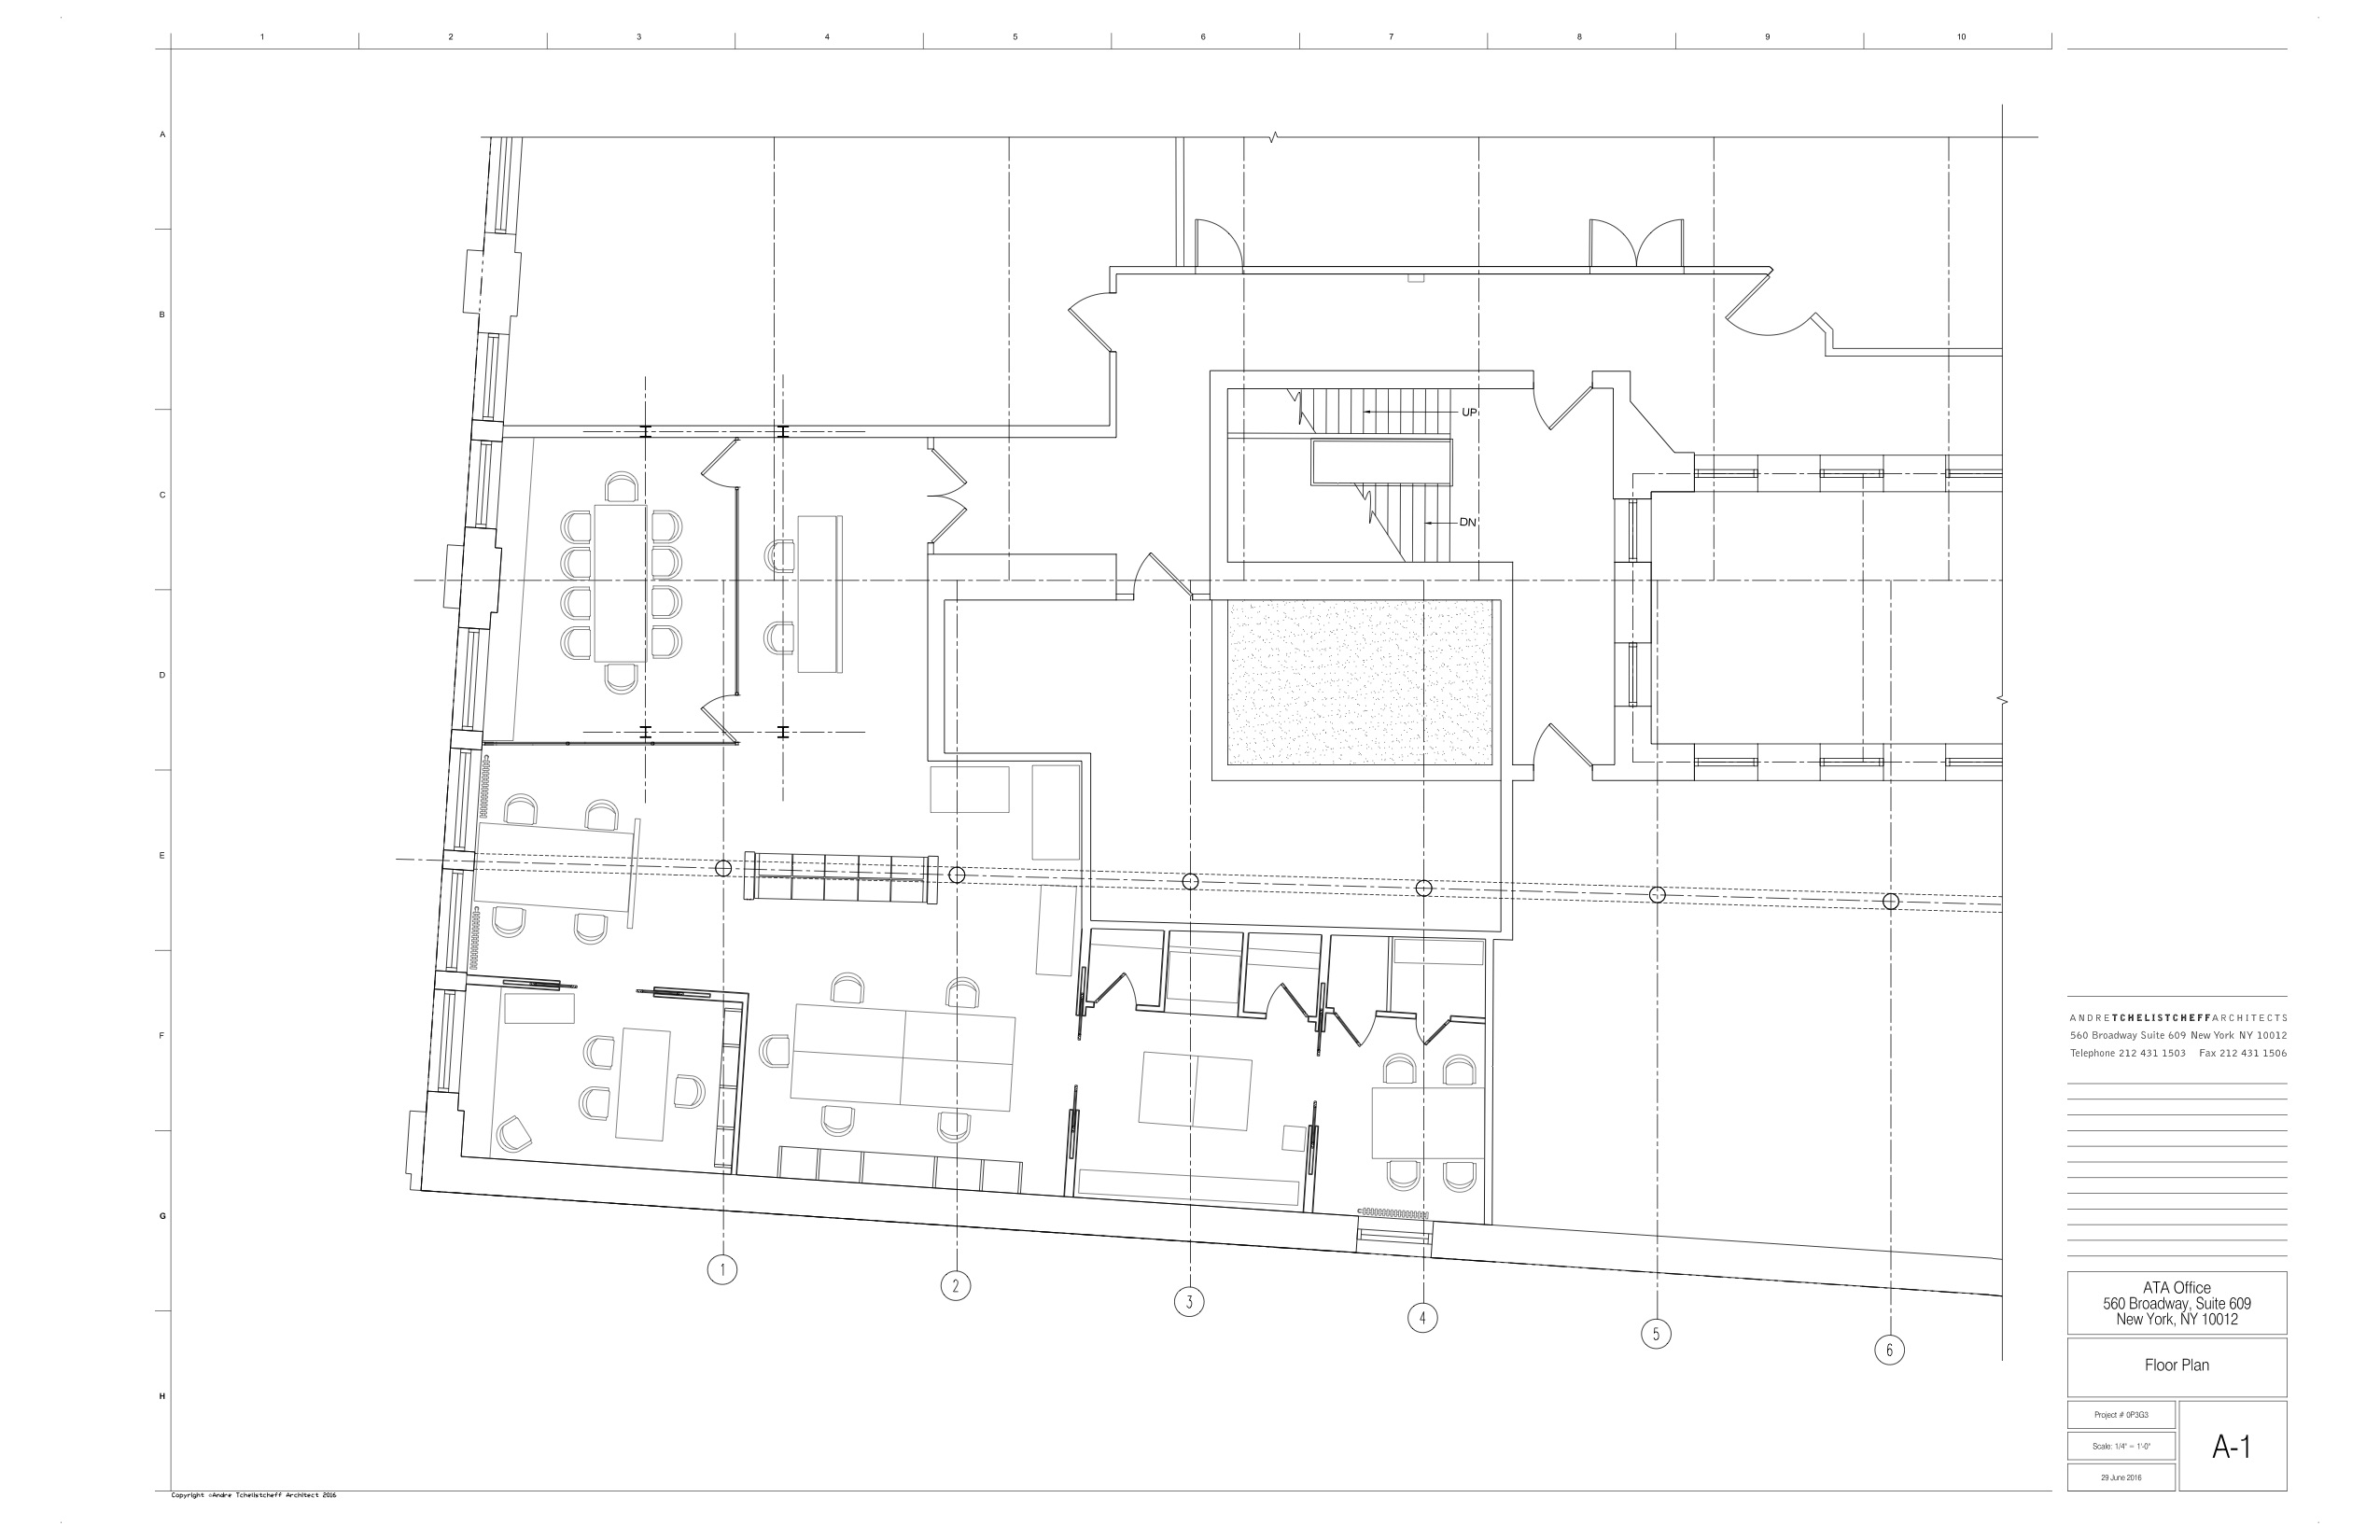 1 2 3 4 5 6 7 8 9 10
A
B
C
D
E
F
G
H
UP
DN
1
2
3
4
5
6
ANDRETCHELISTCHEFFARCHITECTS
560 Broadway Suite 609 New York NY 10012
Telephone 212 431 1503 Fax 212 431 1506
ATA Office
560 Broadway, Suite 609
New York, NY 10012
Floor Plan
Project # 0P3G3
Scale: 1/4" = 1'-0"
29 June 2016
A-1
Copyright ©Andre Tchelistcheff Architect 2016